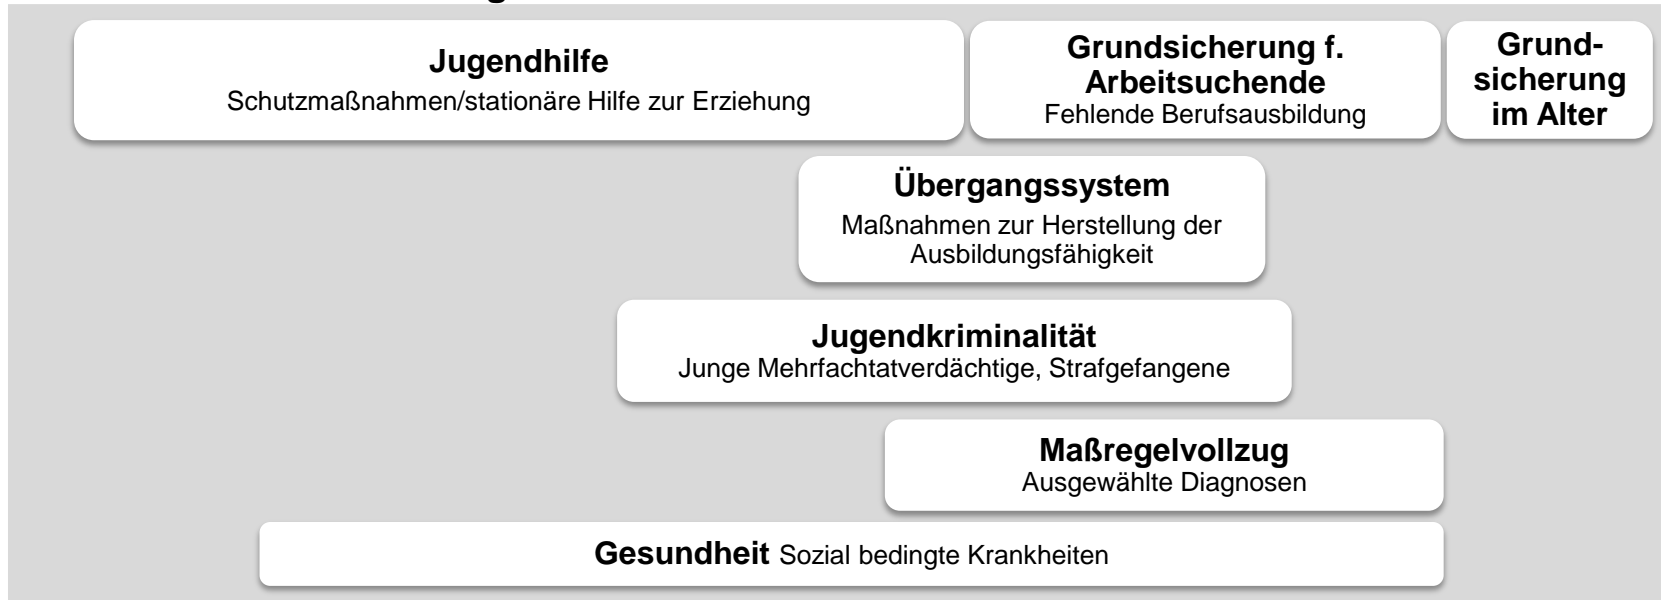 Jugendhilfe
Schutzmaßnahmen/stationäre Hilfe zur Erziehung
Grundsicherung f.
Arbeitsuchende
Fehlende Berufsausbildung
Grund-
sicherung
im Alter
Übergangssystem
Maßnahmen zur Herstellung der
Ausbildungsfähigkeit
Jugendkriminalität
Junge Mehrfachtatverdächtige, Strafgefangene
Maßregelvollzug
Ausgewählte Diagnosen
Gesundheit Sozial bedingte Krankheiten